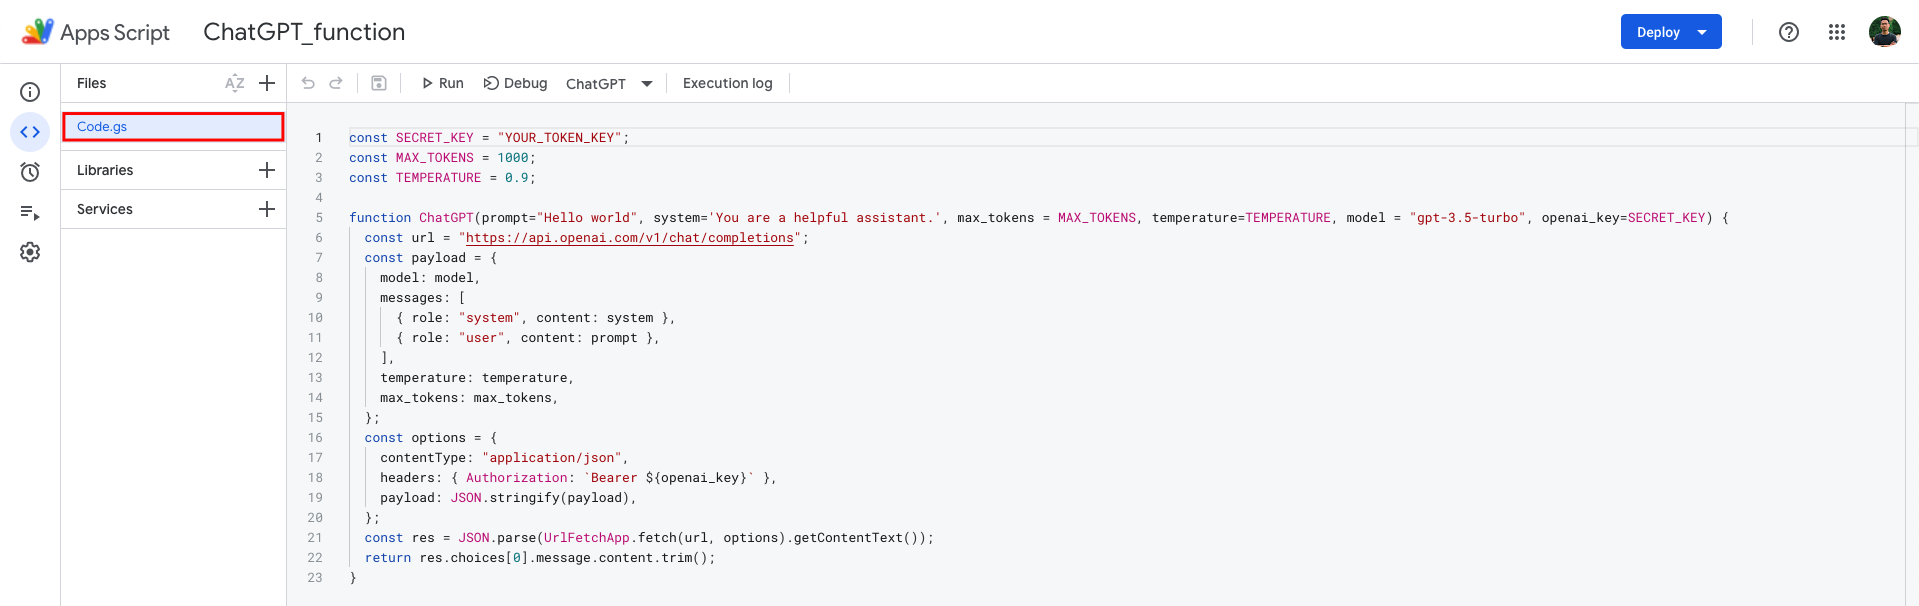 Apps Script ChatGPT_function Deploy
Files AZ Run Debug ChatGPT Execution log
Code.gs
Libraries
Services
1 const SECRET_KEY = "YOUR_TOKEN_KEY";
2 const MAX_TOKENS = 1000;
3 const TEMPERATURE = 0.9;
4
5 function ChatGPT(prompt="Hello world", system='You are a helpful assistant.', max_tokens = MAX_TOKENS, temperature=TEMPERATURE, model = "gpt-3.5-turbo", openai_key=SECRET_KEY) {
6 const url = "https://api.openai.com/v1/chat/completions";
7 const payload = {
8 model: model,
9 messages: [
10 { role: "system", content: system },
11 { role: "user", content: prompt },
12 ],
13 temperature: temperature,
14 max_tokens: max_tokens,
15 };
16 const options = {
17 contentType: "application/json",
18 headers: { Authorization: `Bearer ${openai_key}` },
19 payload: JSON.stringify(payload),
20 };
21 const res = JSON.parse(UrlFetchApp.fetch(url, options).getContentText());
22 return res.choices[0].message.content.trim();
23 }